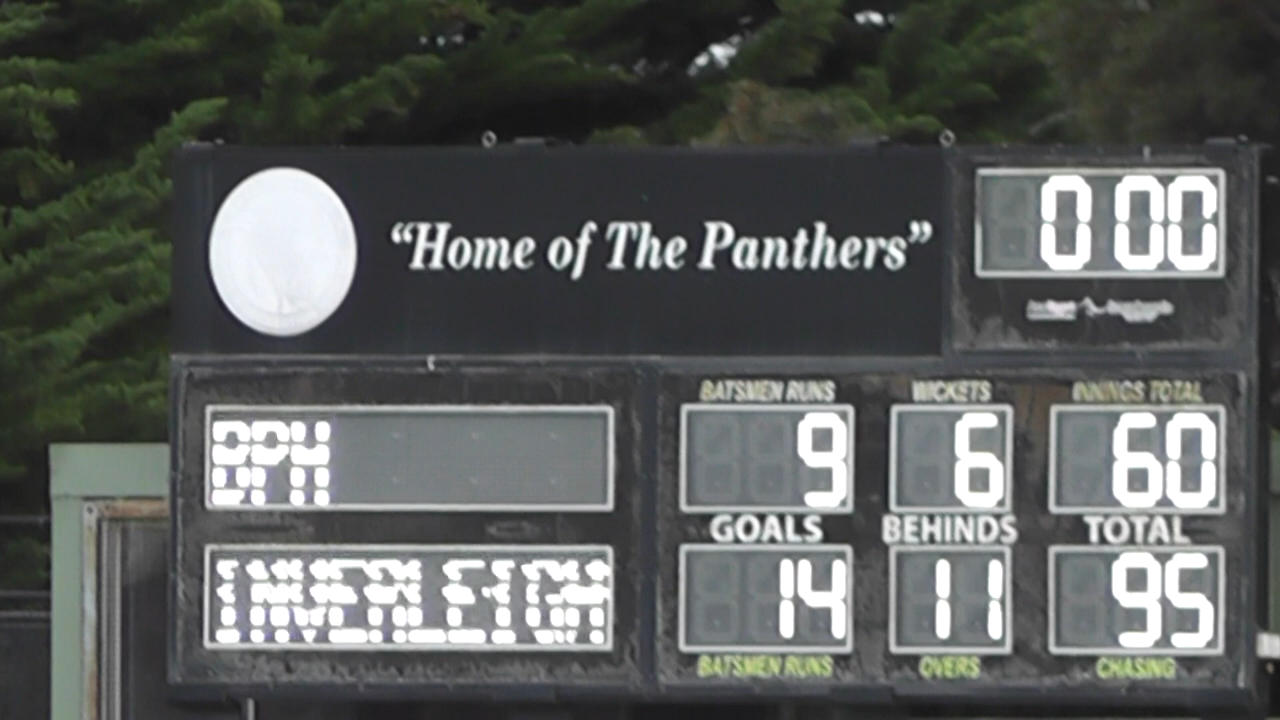 “Home of The Panthers”
0 00
BATSMEN RUNS WICKETS INNINGS TOTAL
BPH 9 6 60
GOALS BEHINDS TOTAL
INVERLEIGH 14 11 95
BATSMEN RUNS OVERS CHASING